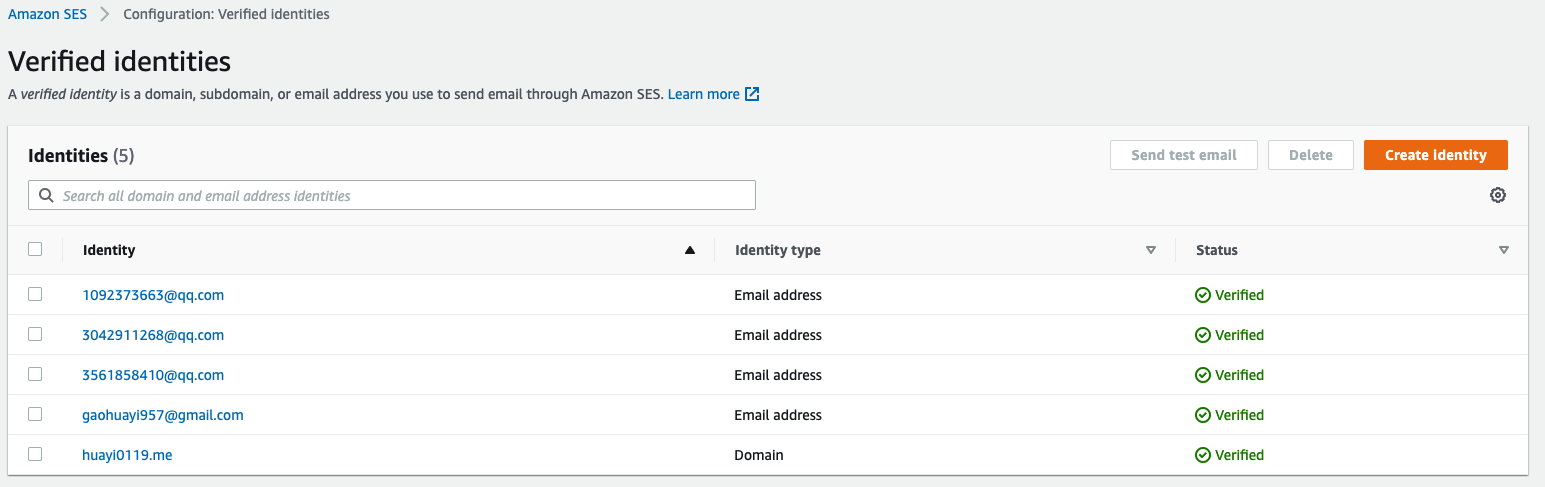 Amazon SES > Configuration: Verified identities
Verified identities
A verified identity is a domain, subdomain, or email address you use to send email through Amazon SES. Learn more
Identities (5) Send test email Delete Create identity
Search all domain and email address identities
Identity Identity type Status
1092373663@qq.com Email address Verified
3042911268@qq.com Email address Verified
3561858410@qq.com Email address Verified
gaohuayi957@gmail.com Email address Verified
huayi0119.me Domain Verified